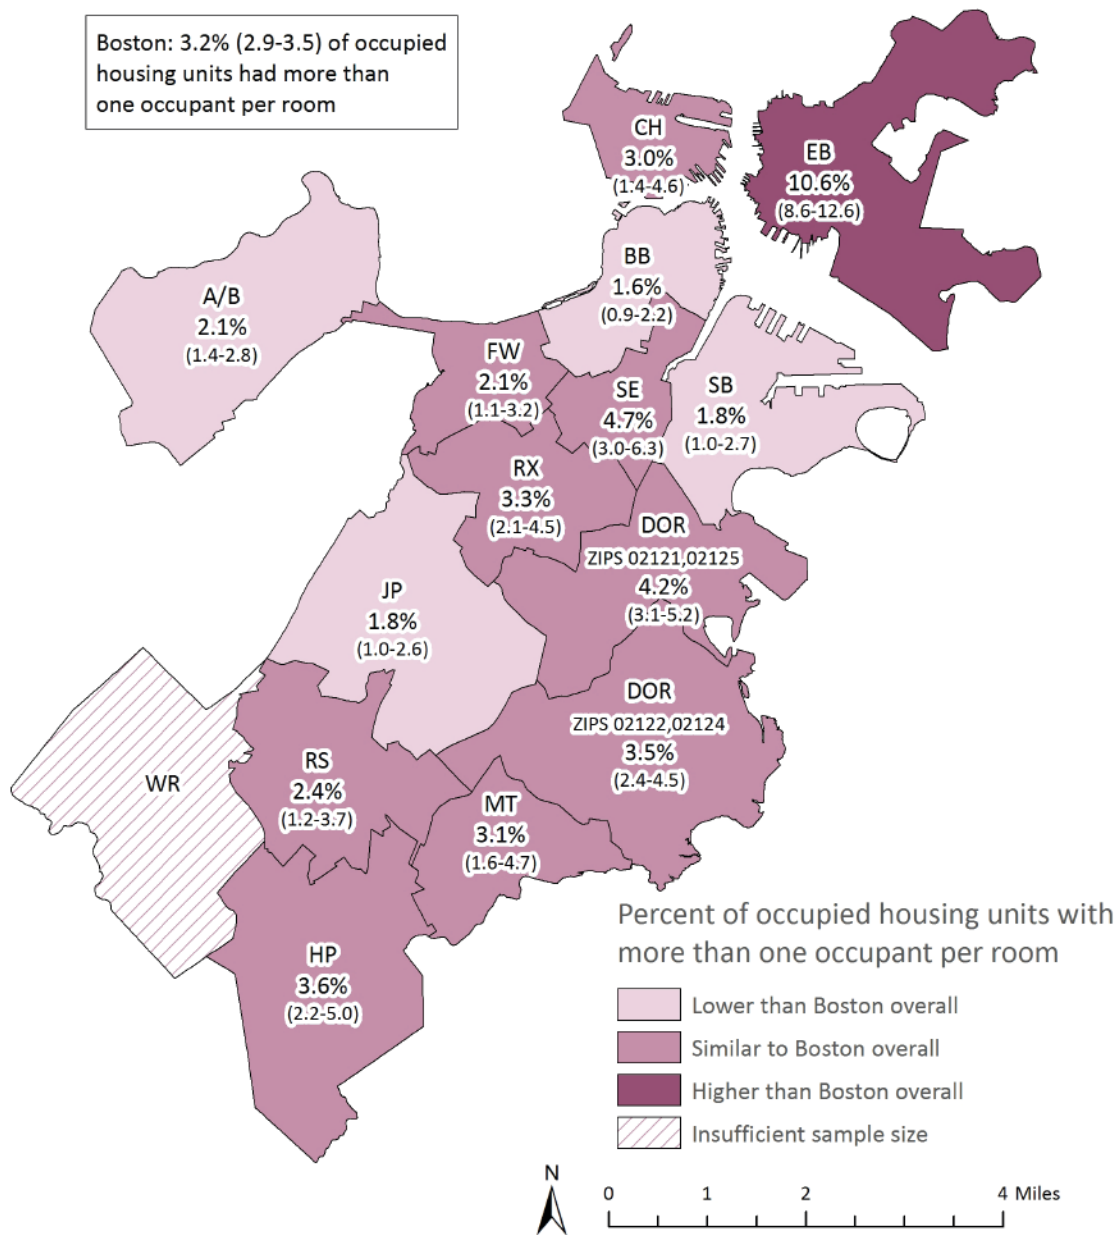 Boston: 3.2% (2.9-3.5) of occupied
housing units had more than
one occupant per room
CH
3.0%
(1.4-4.6)
EB
10.6%
(8.6-12.6)
BB
1.6%
(0.9-2.2)
A/B
2.1%
(1.4-2.8)
FW
2.1%
(1.1-3.2)
SE
4.7%
(3.0-6.3)
SB
1.8%
(1.0-2.7)
RX
3.3%
(2.1-4.5)
DOR
ZIPS 02121,02125
4.2%
(3.1-5.2)
JP
1.8%
(1.0-2.6)
DOR
ZIPS 02122,02124
3.5%
(2.4-4.5)
WR
RS
2.4%
(1.2-3.7)
MT
3.1%
(1.6-4.7)
HP
3.6%
(2.2-5.0)
Percent of occupied housing units with
more than one occupant per room
Lower than Boston overall
Similar to Boston overall
Higher than Boston overall
Insufficient sample size
N
0 1 2 4 Miles